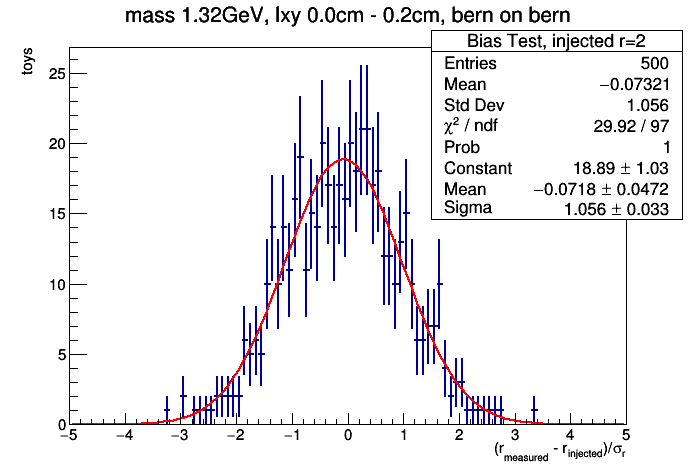 mass 1.32GeV, lxy 0.0cm - 0.2cm, bern on bern
Bias Test, injected r=2
Entries 500
Mean −0.07321
Std Dev 1.056
χ² / ndf 29.92 / 97
Prob 1
Constant 18.89 ± 1.03
Mean −0.0718 ± 0.0472
Sigma 1.056 ± 0.033
toys
25
20
15
10
5
0
−5 −4 −3 −2 −1 0 1 2 3 4 5
(r_measured - r_injected)/σ_r